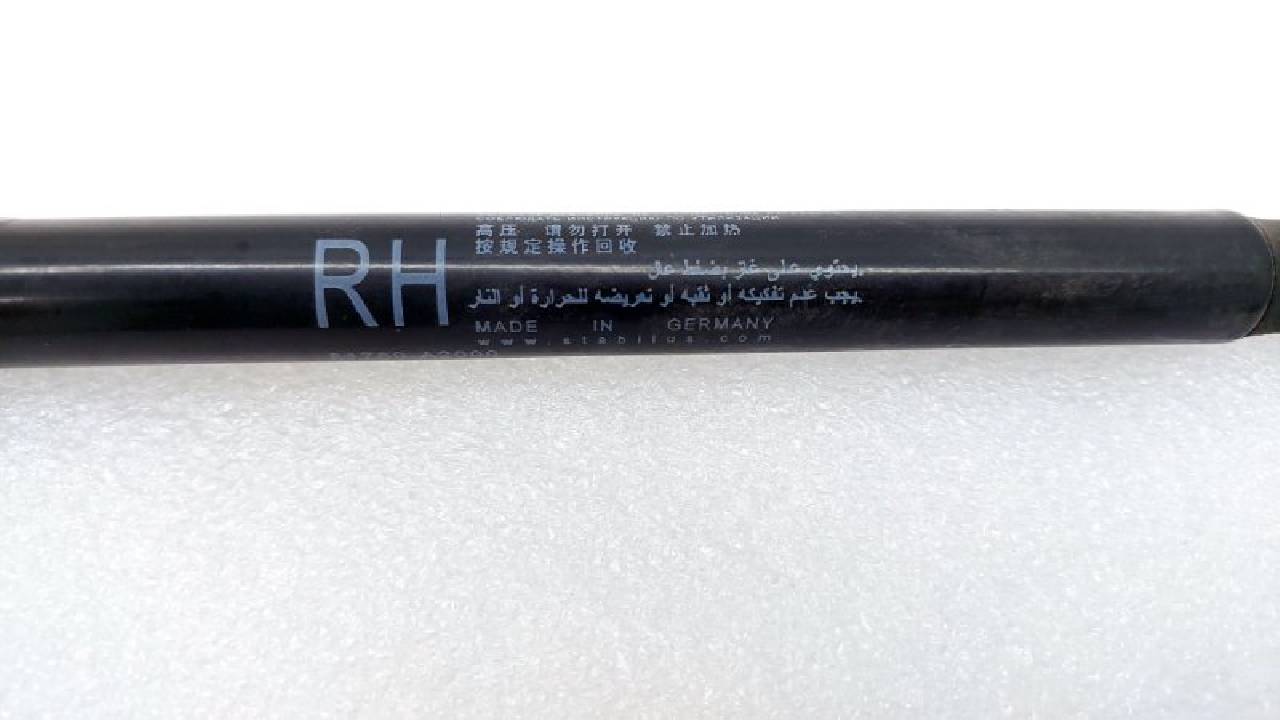 高压 请勿打开 禁止加热
按规定操作回收
RH
يحتوي على غاز بضغط عال.
يجب عدم تفكيكه أو ثقبه أو تعريضه للحرارة أو النار.
MADE IN GERMANY
www.stabilus.com